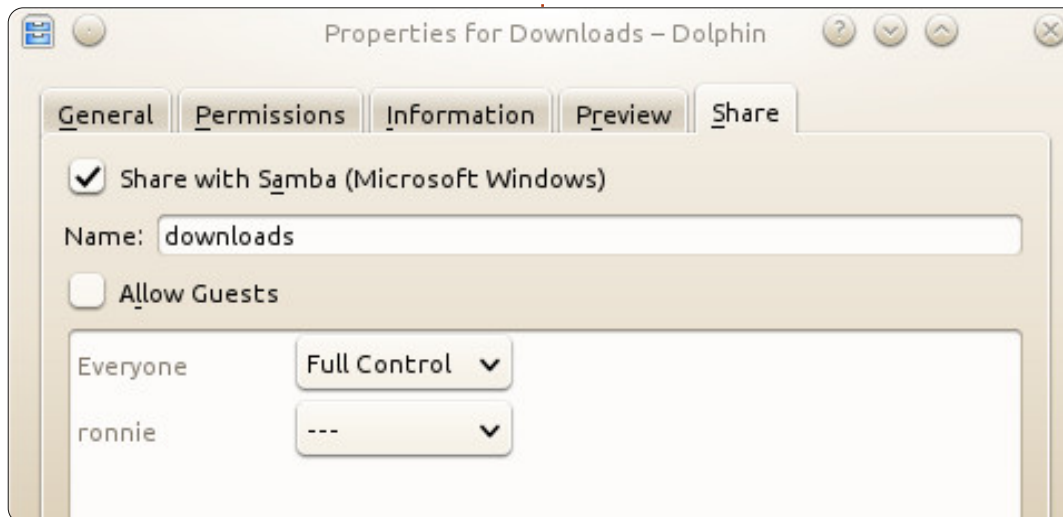 Properties for Downloads – Dolphin
General Permissions Information Preview Share
Share with Samba (Microsoft Windows)
Name: downloads
Allow Guests
Everyone Full Control
ronnie ---